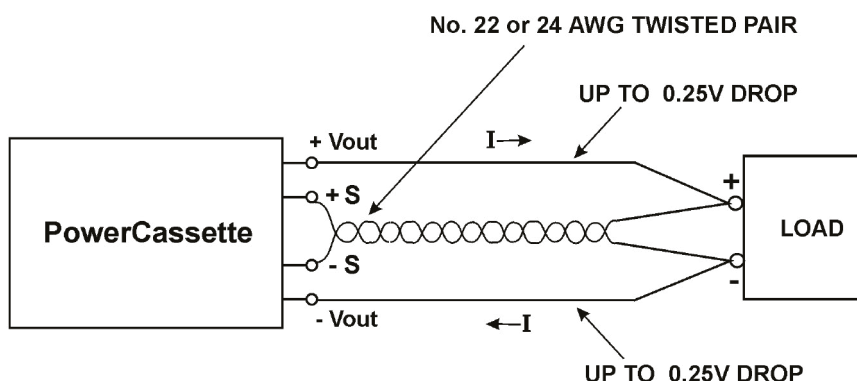 No. 22 or 24 AWG TWISTED PAIR
UP TO 0.25V DROP
+ Vout
I
+ S
+
PowerCassette
LOAD
- S
-
- Vout
I
UP TO 0.25V DROP